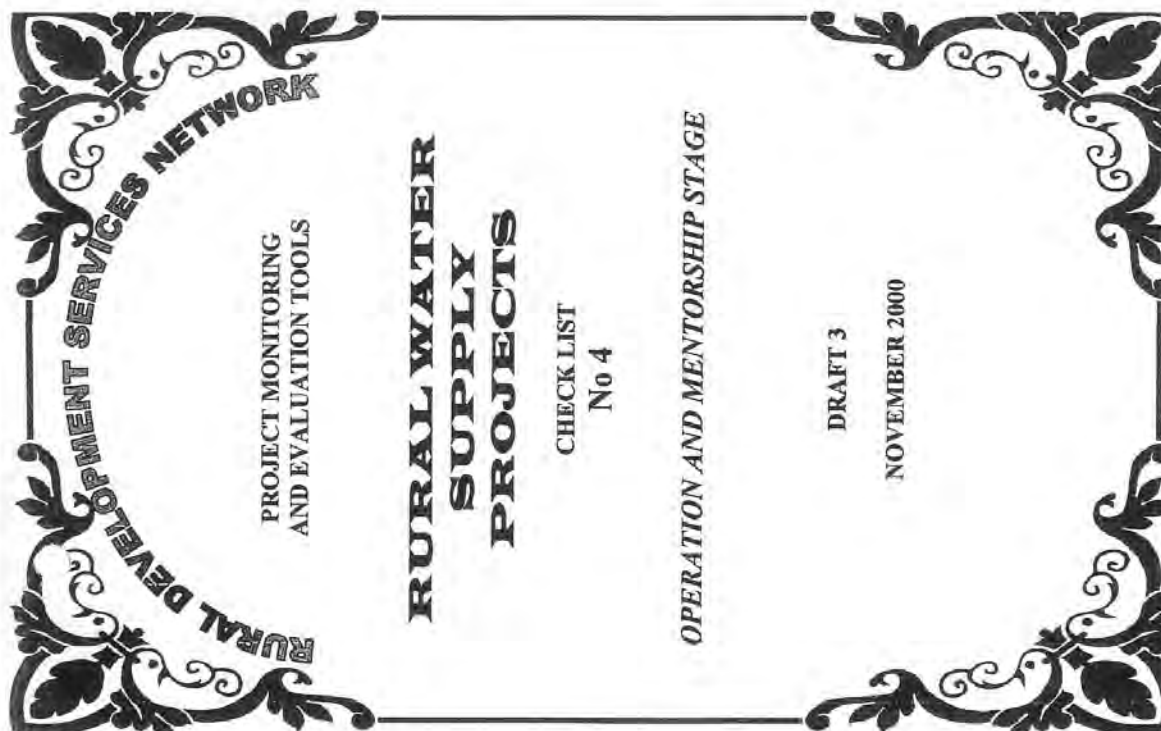 RURAL DEVELOPMENT SERVICES NETWORK
PROJECT MONITORING
AND EVALUATION TOOLS
RURAL WATER
SUPPLY
PROJECTS
CHECK LIST
No 4
OPERATION AND MENTORSHIP STAGE
DRAFT 3
NOVEMBER 2000